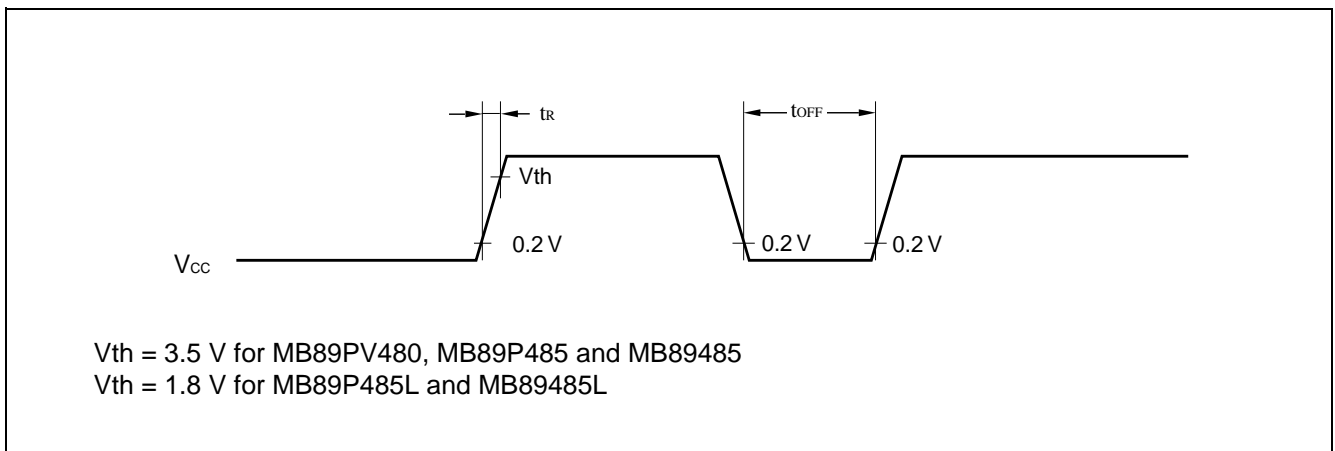 tR
tOFF
Vth
0.2 V
0.2 V
0.2 V
VCC
Vth = 3.5 V for MB89PV480, MB89P485 and MB89485
Vth = 1.8 V for MB89P485L and MB89485L